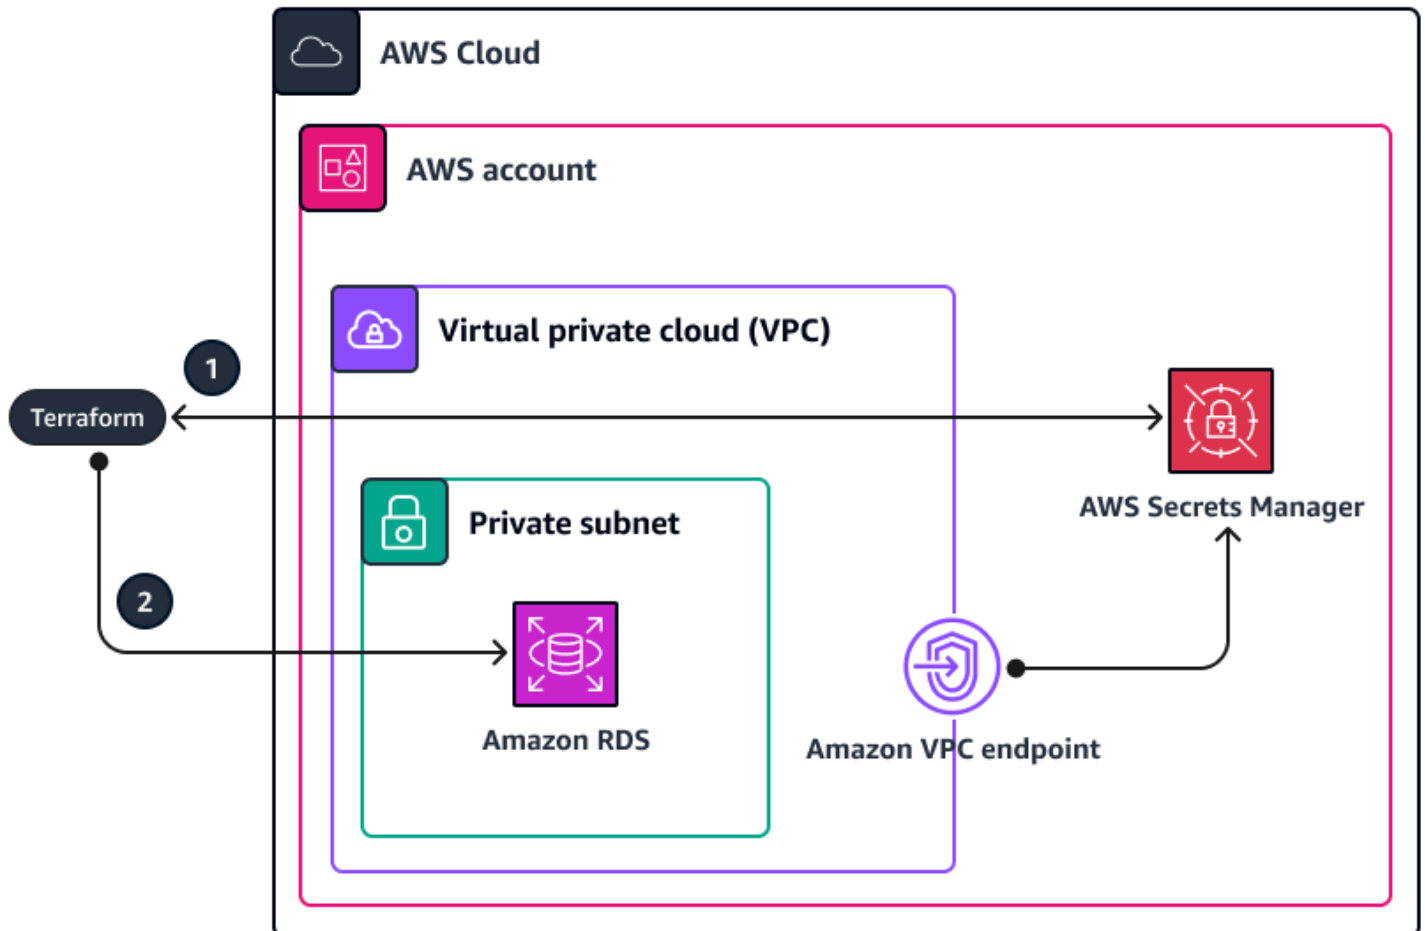 AWS Cloud
AWS account
Virtual private cloud (VPC)
1
Terraform
AWS Secrets Manager
Private subnet
2
Amazon RDS
Amazon VPC endpoint